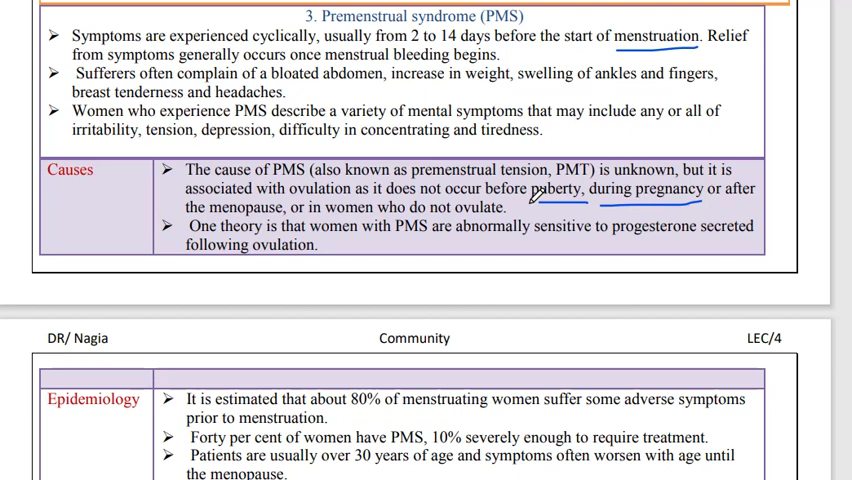 3. Premenstrual syndrome (PMS)
➢ Symptoms are experienced cyclically, usually from 2 to 14 days before the start of menstruation. Relief
from symptoms generally occurs once menstrual bleeding begins.
➢ Sufferers often complain of a bloated abdomen, increase in weight, swelling of ankles and fingers,
breast tenderness and headaches.
➢ Women who experience PMS describe a variety of mental symptoms that may include any or all of
irritability, tension, depression, difficulty in concentrating and tiredness.
Causes
➢ The cause of PMS (also known as premenstrual tension, PMT) is unknown, but it is
associated with ovulation as it does not occur before puberty, during pregnancy or after
the menopause, or in women who do not ovulate.
➢ One theory is that women with PMS are abnormally sensitive to progesterone secreted
following ovulation.
DR/ Nagia Community LEC/4
Epidemiology
➢ It is estimated that about 80% of menstruating women suffer some adverse symptoms
prior to menstruation.
➢ Forty per cent of women have PMS, 10% severely enough to require treatment.
➢ Patients are usually over 30 years of age and symptoms often worsen with age until
the menopause.